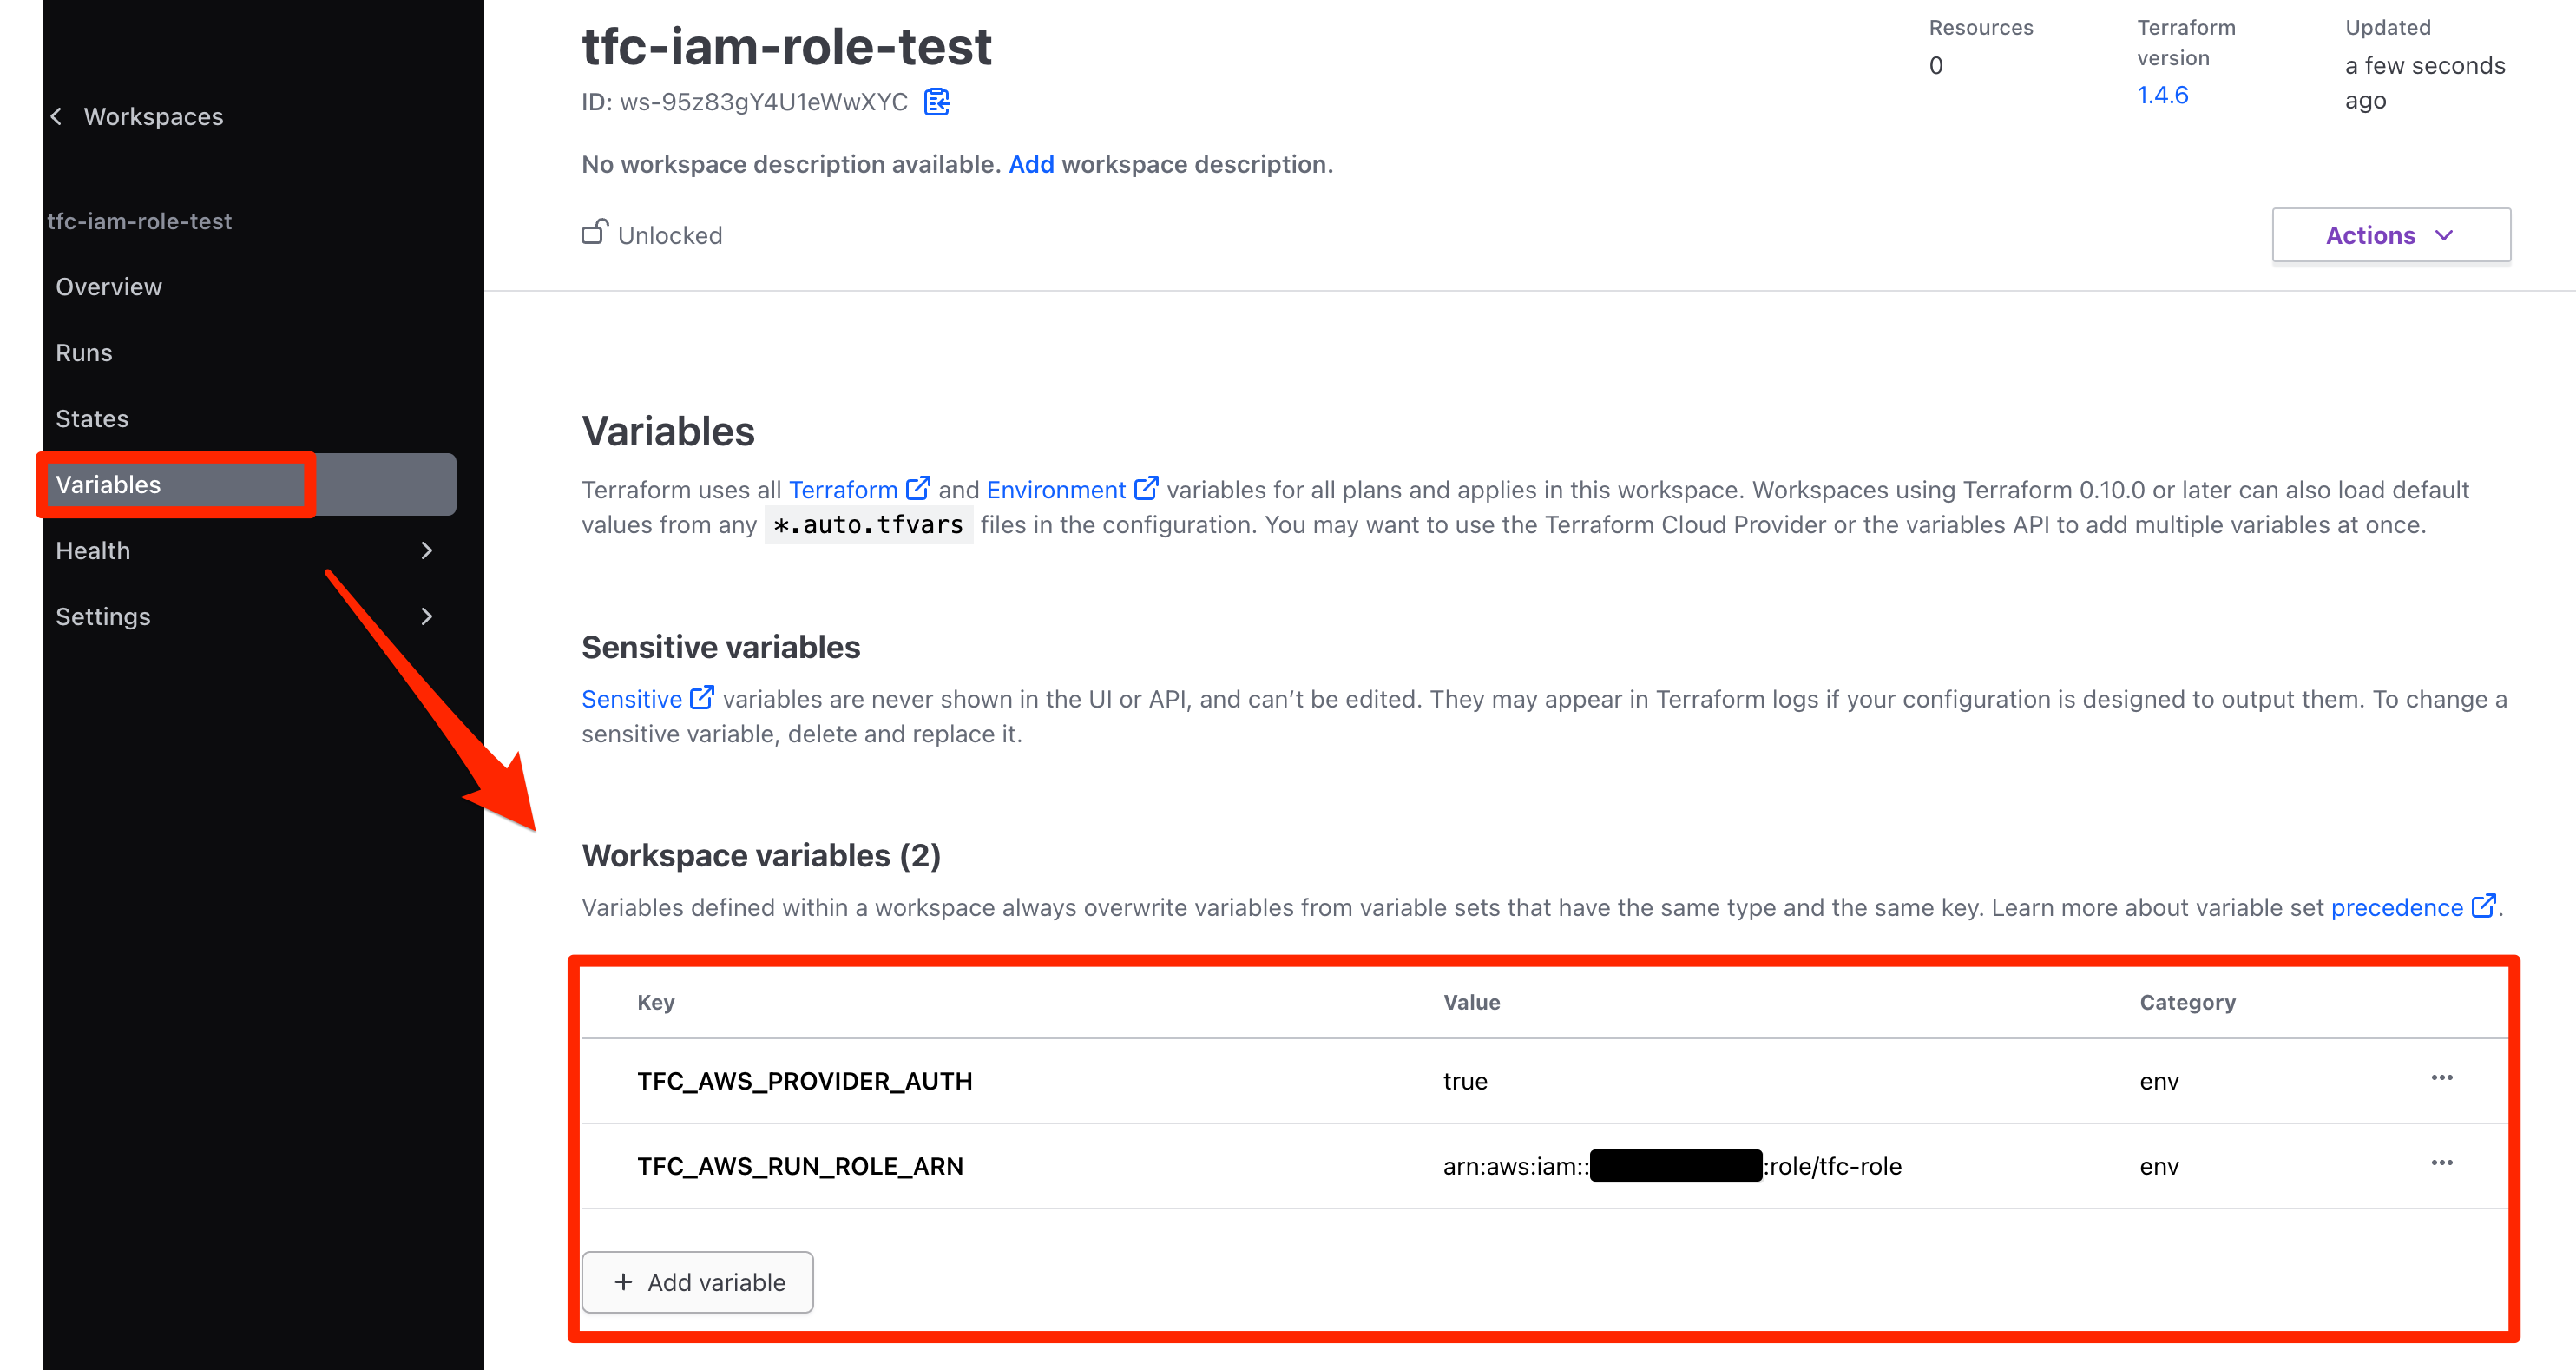 Workspaces
tfc-iam-role-test
Overview
Runs
States
Variables
Health
Settings
tfc-iam-role-test
ID: ws-95z83gY4U1eWwXYC
No workspace description available. Add workspace description.
Unlocked
Resources
0
Terraform
version
1.4.6
Updated
a few seconds
ago
Actions
Variables
Terraform uses all Terraform and Environment variables for all plans and applies in this workspace. Workspaces using Terraform 0.10.0 or later can also load default
values from any *.auto.tfvars files in the configuration. You may want to use the Terraform Cloud Provider or the variables API to add multiple variables at once.
Sensitive variables
Sensitive variables are never shown in the UI or API, and can’t be edited. They may appear in Terraform logs if your configuration is designed to output them. To change a
sensitive variable, delete and replace it.
Workspace variables (2)
Variables defined within a workspace always overwrite variables from variable sets that have the same type and the same key. Learn more about variable set precedence.
Key Value Category
TFC_AWS_PROVIDER_AUTH true env
TFC_AWS_RUN_ROLE_ARN arn:aws:iam:: :role/tfc-role env
+ Add variable